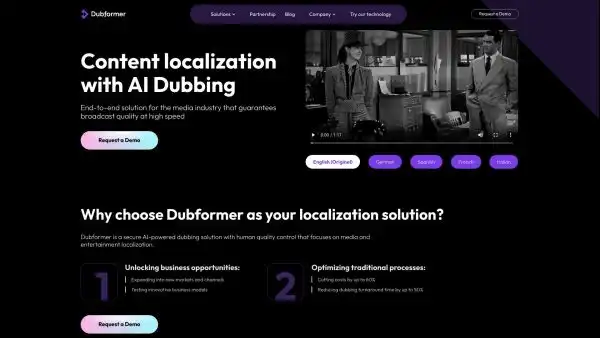 Dubformer
Solutions
Partnership
Blog
Company
Try our technology
Request a Demo
Content localization
with AI Dubbing
End-to-end solution for the media industry that guarantees
broadcast quality at high speed
Request a Demo
0:00 / 1:17
English (Original)
German
Spanish
French
Italian
Why choose Dubformer as your localization solution?
Dubformer is a secure AI-powered dubbing solution with human quality control that focuses on media and
entertainment localization.
1
Unlocking business opportunities:
Expanding into new markets and channels
Testing innovative business models
2
Optimizing traditional processes:
Cutting costs by up to
Reducing dubbing turnaround time by up to 50%
Request a Demo